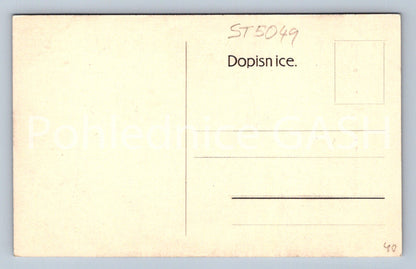 ST5049
Dopisnice.
Pohlednice GASH
40